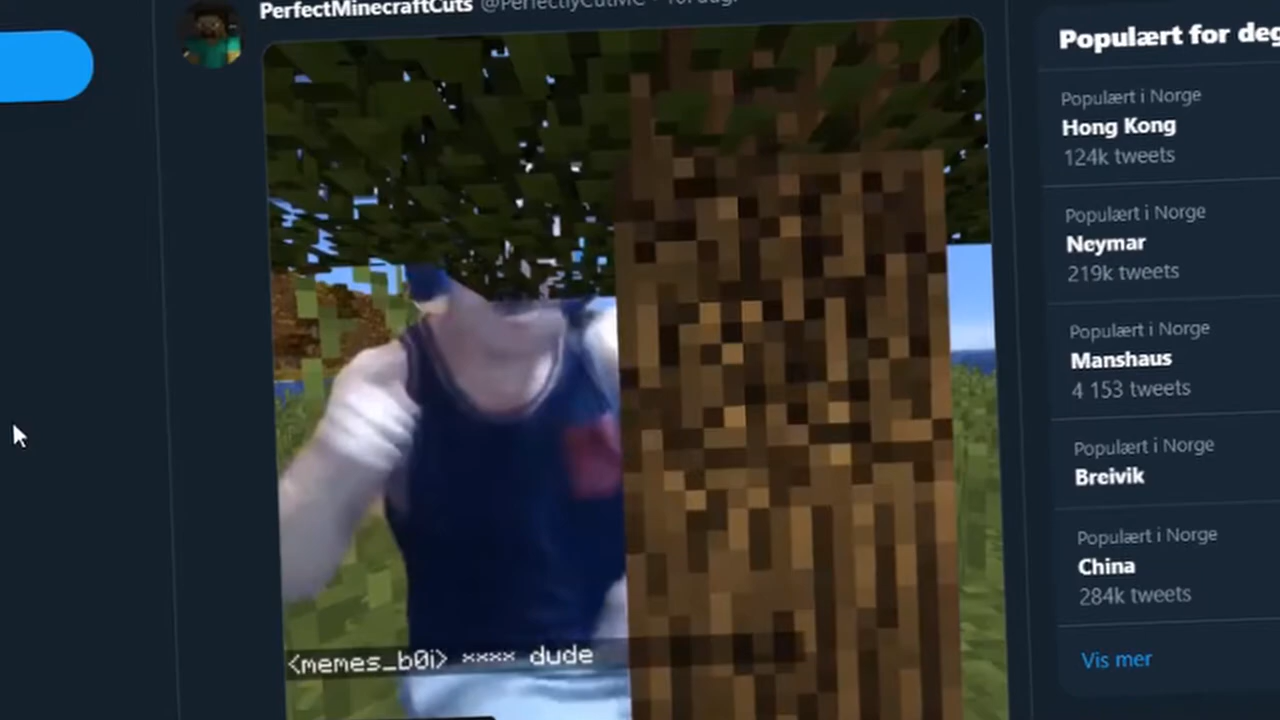 PerfectMinecraftCuts @PerfectlyCutMC
<memes_b0i> ×××× dude
Populært for deg
Populært i Norge
Hong Kong
124k tweets
Populært i Norge
Neymar
219k tweets
Populært i Norge
Manshaus
4 153 tweets
Populært i Norge
Breivik
Populært i Norge
China
284k tweets
Vis mer